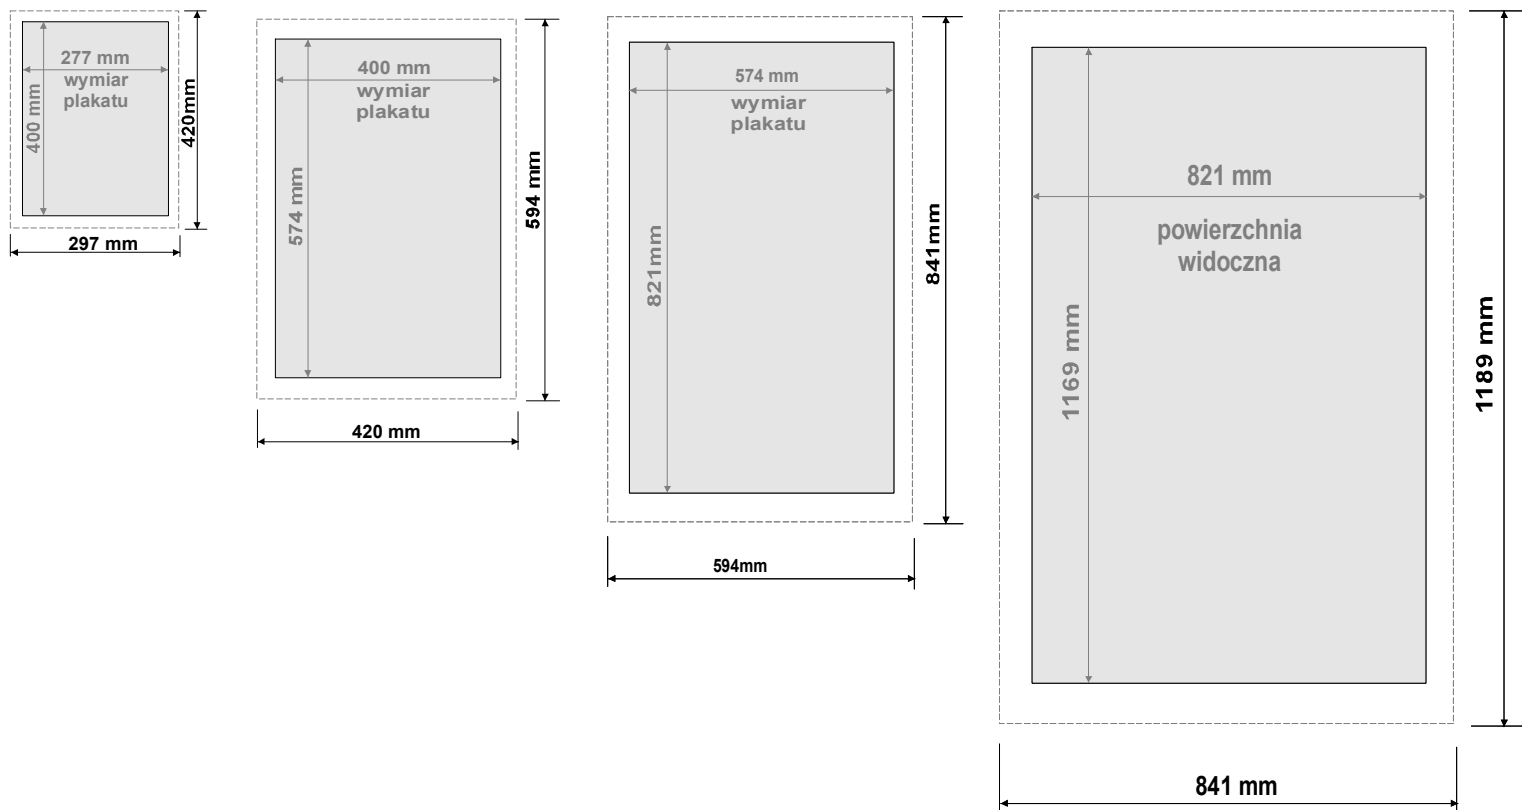 277 mm
wymiar
plakatu
400 mm
420mm
297 mm
400 mm
wymiar
plakatu
574 mm
594 mm
420 mm
574 mm
wymiar
plakatu
821mm
841mm
594mm
821 mm
powierzchnia
widoczna
1169 mm
1189 mm
841 mm